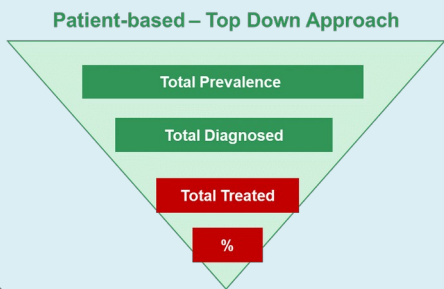 Patient-based – Top Down Approach
Total Prevalence
Total Diagnosed
Total Treated
%